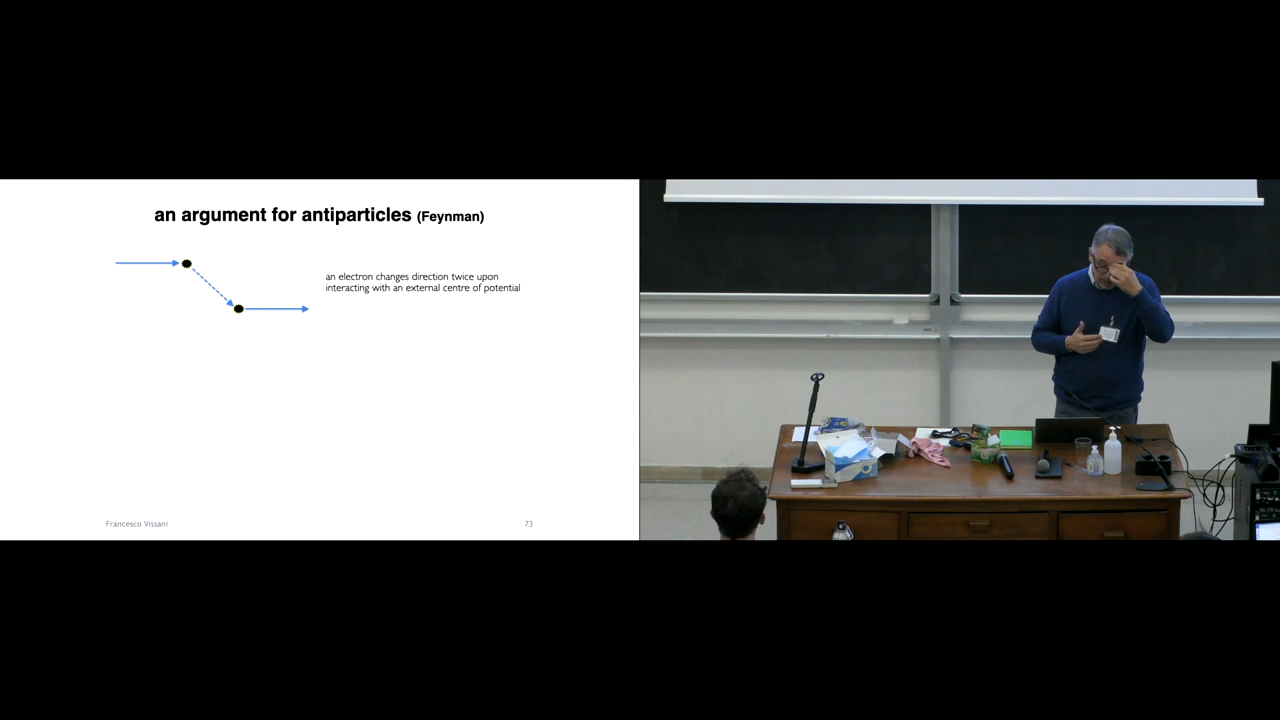 an argument for antiparticles (Feynman)
an electron changes direction twice upon
interacting with an external centre of potential
Francesco Vissani
73